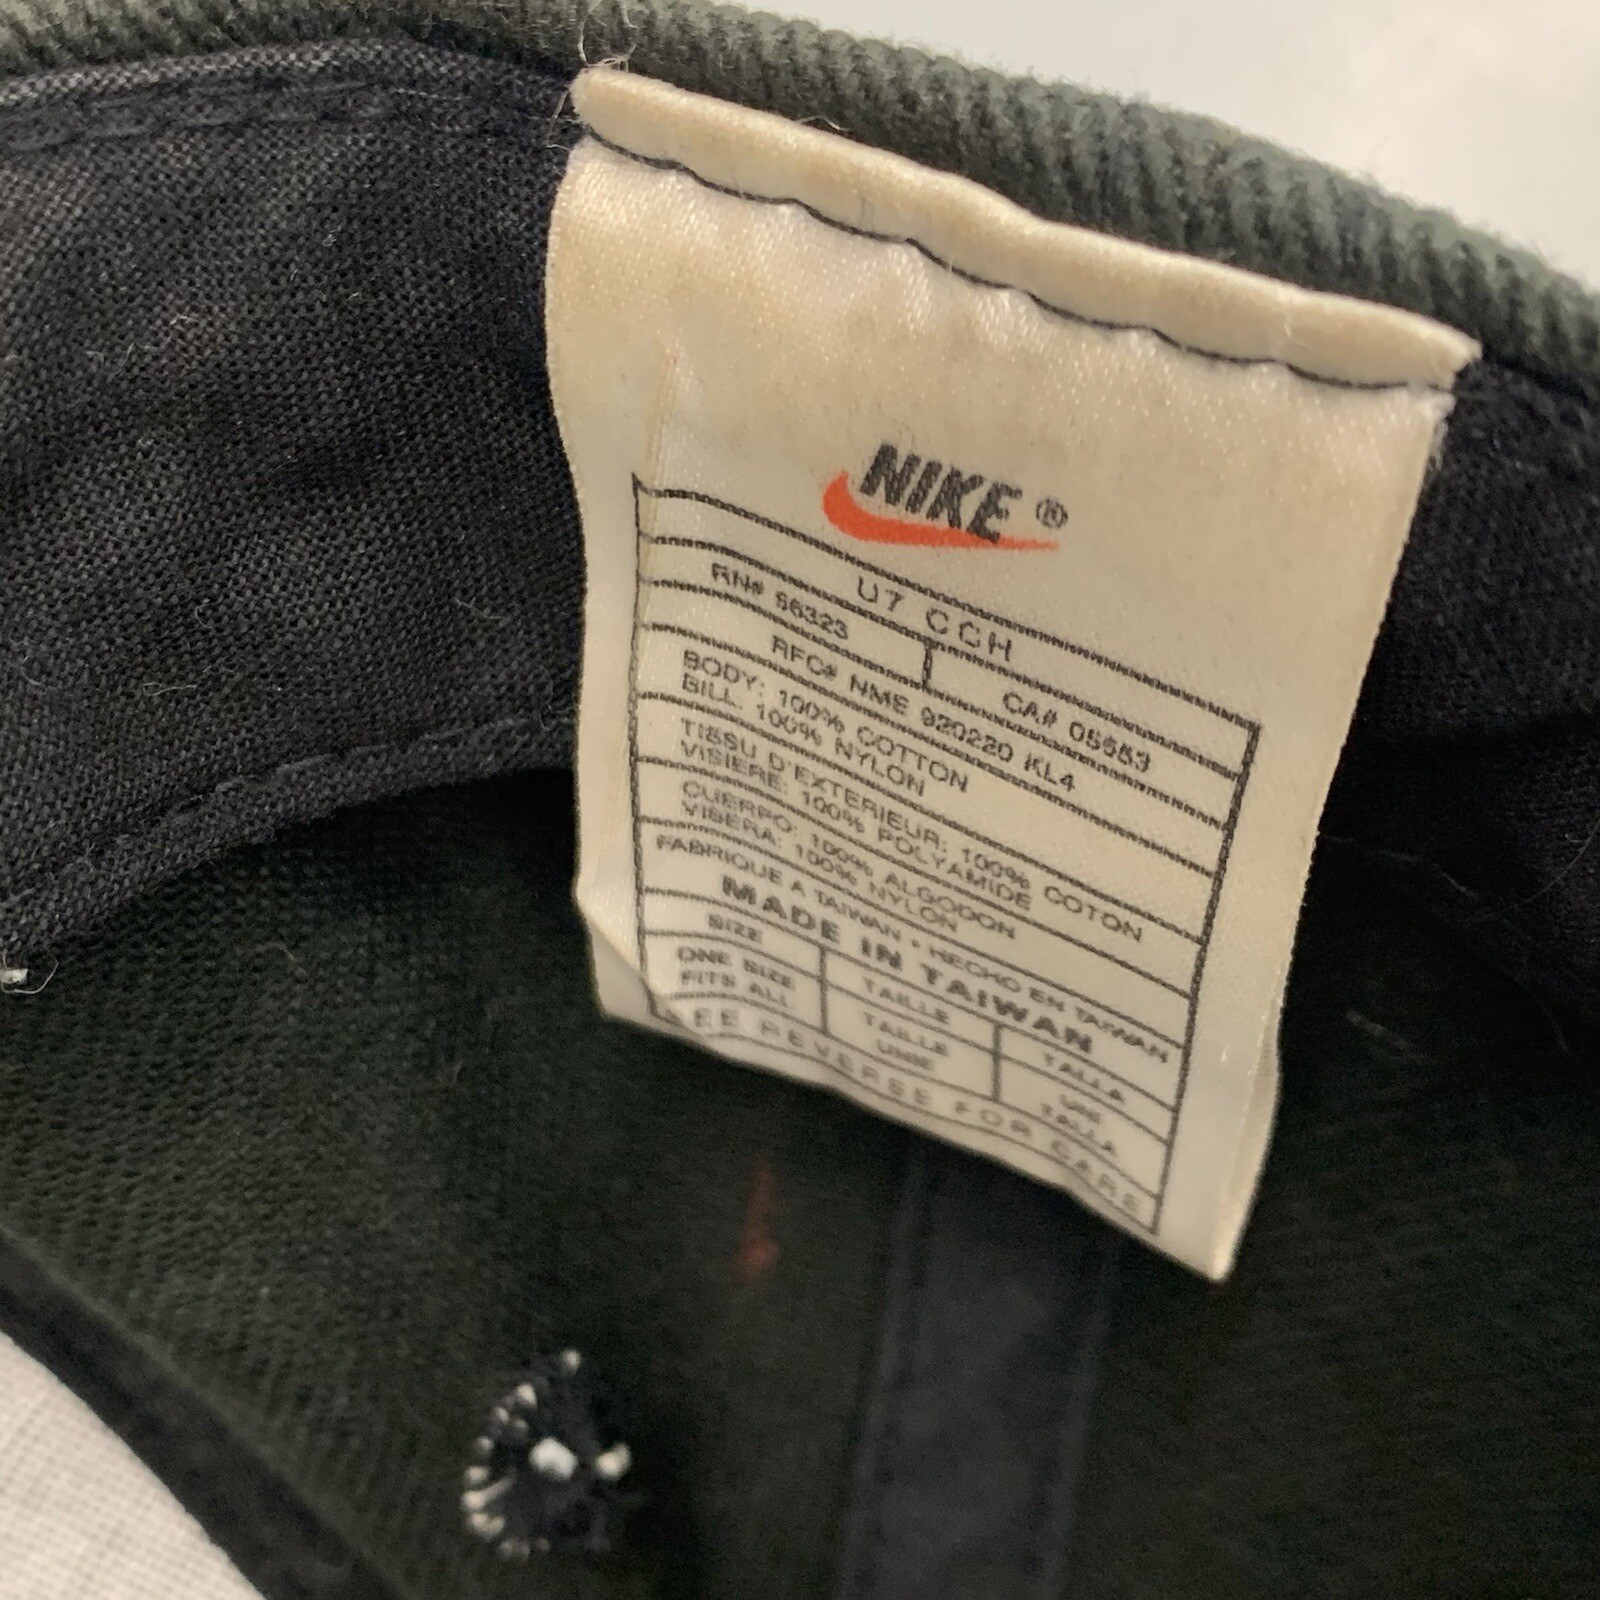 NIKE ®
U7 CCH
RN# 56323 CA# 05553
RFC# NME 920220 KL4
BODY: 100% COTTON
BILL: 100% NYLON
TISSU D'EXTERIEUR: 100% COTON
VISIERE: 100% POLYAMIDE
CUERPO: 100% ALGODON
VISERA: 100% NYLON
FABRIQUE A TAIWAN • HECHO EN TAIWAN
MADE IN TAIWAN
SIZE TAILLE TALLA
ONE SIZE FITS ALL TAILLE UNIE UNI TALLA
SEE REVERSE FOR CARE